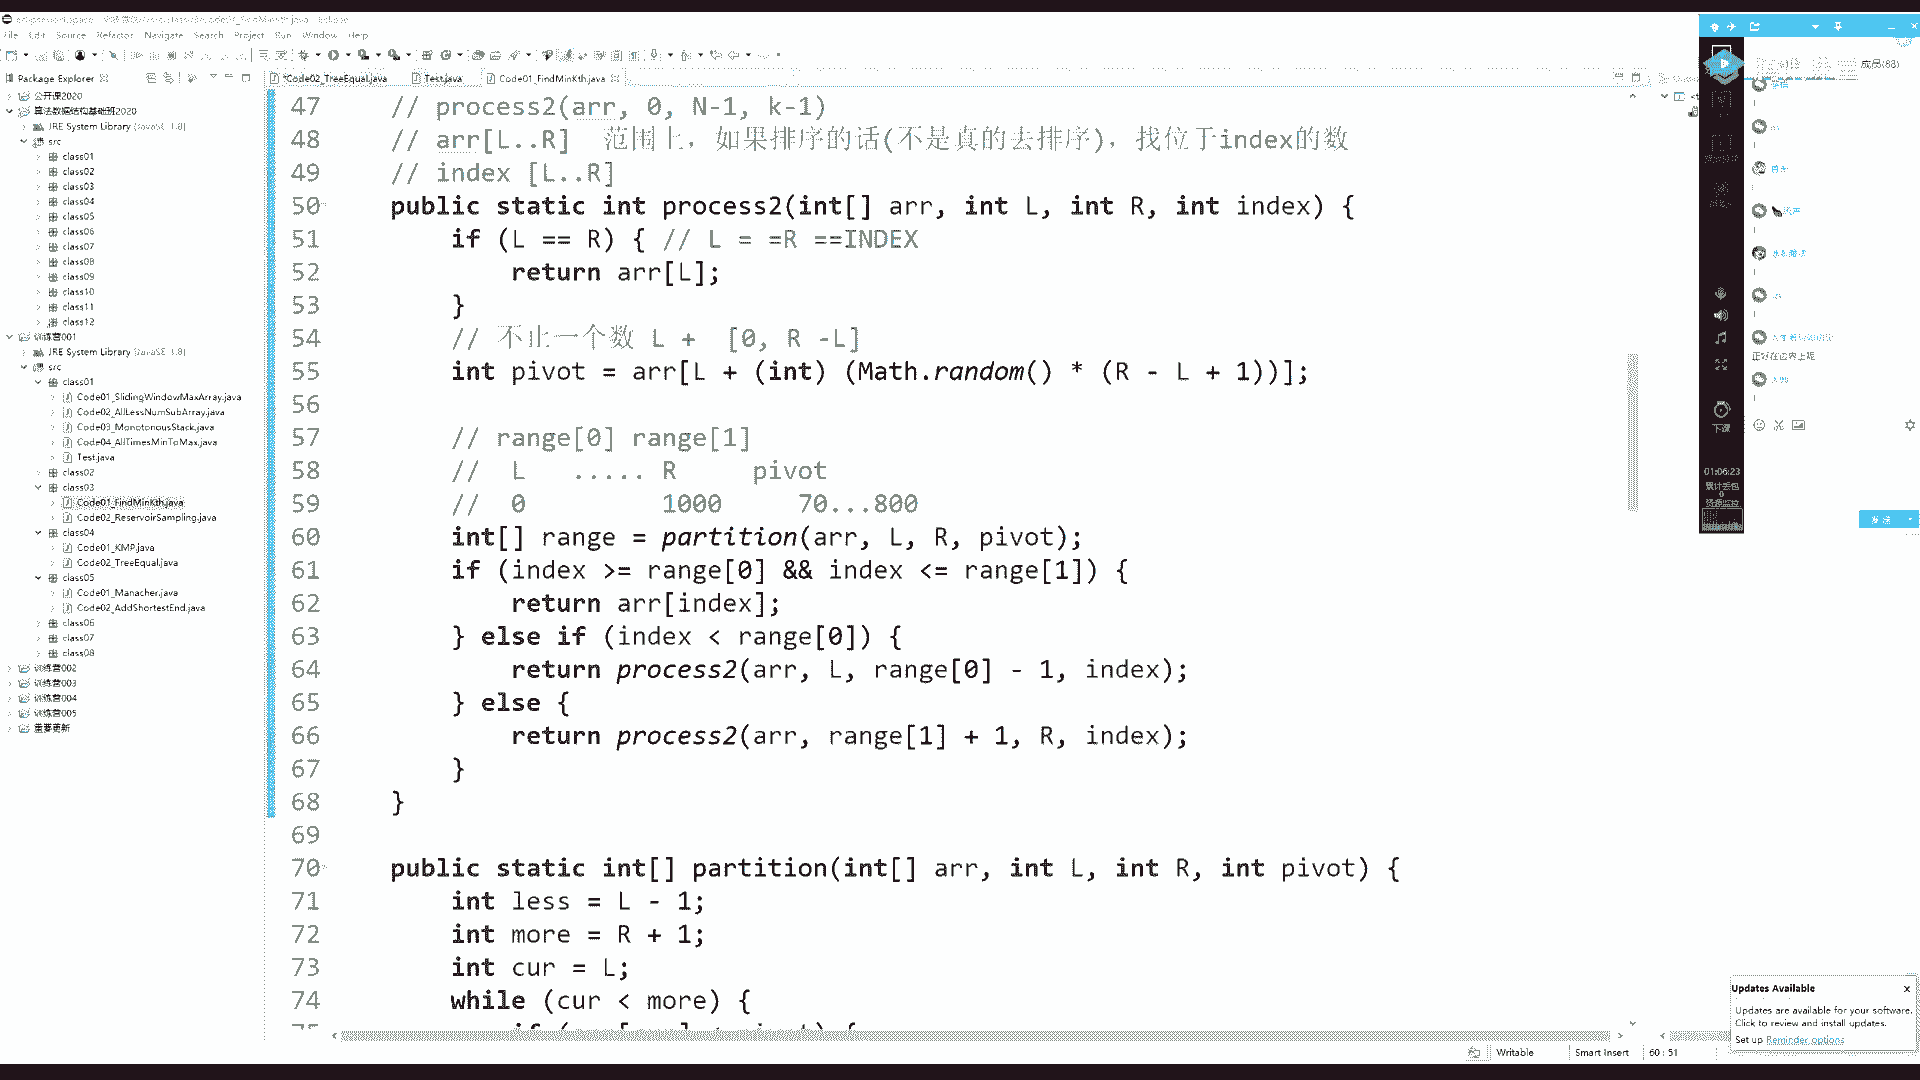 File Edit Source Refactor Navigate Search Project Run Window Help
Package Explorer
*Code02_TreeEqual.java
Test.java
Code01_FindMinKth.java
公开课2020
算法数据结构基础班2020
JRE System Library [JavaSE-1.8]
src
class01
class02
class03
class04
class05
class06
class07
class08
class09
class10
class11
class12
训练营001
JRE System Library [JavaSE-1.8]
src
class01
Code01_SlidingWindowMaxArray.java
Code02_AllLessNumSubArray.java
Code03_MonotonousStack.java
Code04_AllTimesMinToMax.java
Test.java
class02
class03
Code01_FindMinKth.java
Code02_ReservoirSampling.java
class04
Code01_KMP.java
Code02_TreeEqual.java
class05
Code01_Manacher.java
Code02_AddShortestEnd.java
class06
class07
class08
训练营002
训练营003
训练营004
训练营005
重要更新
47 // process2(arr, 0, N-1, k-1)
48 // arr[L..R]  范围上，如果排序的话(不是真的去排序)，找位于index的数
49 // index [L..R]
50 public static int process2(int[] arr, int L, int R, int index) {
51 if (L == R) { // L = =R ==INDEX
52 return arr[L];
53 }
54 // 不止一个数 L +  [0, R -L]
55 int pivot = arr[L + (int) (Math.random() * (R - L + 1))];
56
57 // range[0] range[1]
58 //  L   ..... R     pivot
59 //  0         1000     70...800
60 int[] range = partition(arr, L, R, pivot);
61 if (index >= range[0] && index <= range[1]) {
62 return arr[index];
63 } else if (index < range[0]) {
64 return process2(arr, L, range[0] - 1, index);
65 } else {
66 return process2(arr, range[1] + 1, R, index);
67 }
68 }
69
70 public static int[] partition(int[] arr, int L, int R, int pivot) {
71 int less = L - 1;
72 int more = R + 1;
73 int cur = L;
74 while (cur < more) {
成员(88)
正好在边界上呢
下课
01:06:23
累计丢包
0
Updates Available
Updates are available for your software.
Click to review and install updates.
Set up Reminder options
Writable
Smart Insert
60 : 51